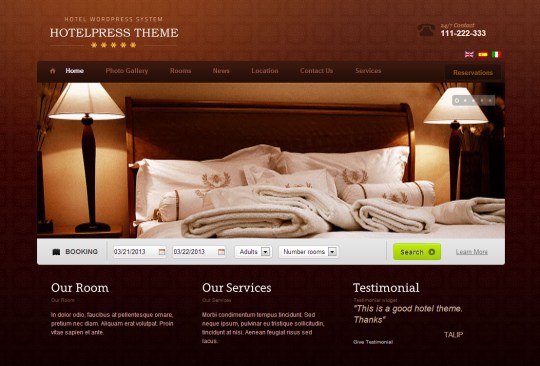 HOTEL WORDPRESS SYSTEM
HOTELPRESS THEME
24/7 Contact
111-222-333
Home Photo Gallery Rooms News Location Contact Us Services Reservations
BOOKING 03/21/2013 03/22/2013 Adults Number rooms Search Learn More
Our Room
Our Room
In dolor odio, faucibus at pellentesque ornare,
pretium nec diam. Aliquam erat volutpat. Proin
vitae sapien et ante.
Our Services
Our Services
Morbi condimentum tempus tincidunt. Sed
neque ipsum, pulvinar eu tristique sollicitudin,
tincidunt at nisi. Aenean feugiat risus sed
lacus.
Testimonial
Testimonial widget
"This is a good hotel theme.
Thanks"
TALIP
Give Testimonial